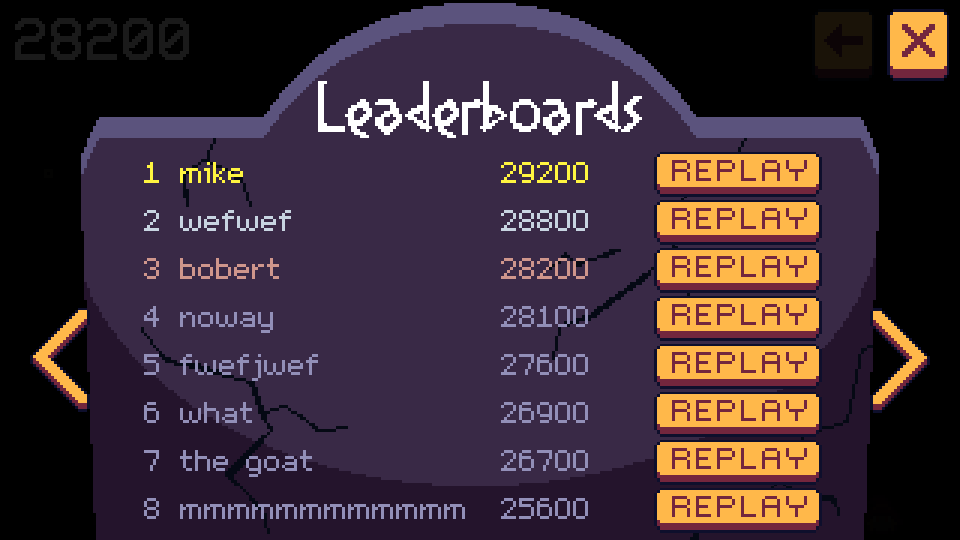 28200
Leaderboards
1 mike 29200 REPLAY
2 wefwef 28800 REPLAY
3 bobert 28200 REPLAY
4 noway 28100 REPLAY
5 fwefjwef 27600 REPLAY
6 what 26900 REPLAY
7 the goat 26700 REPLAY
8 mmmmmmmmmmmm 25600 REPLAY